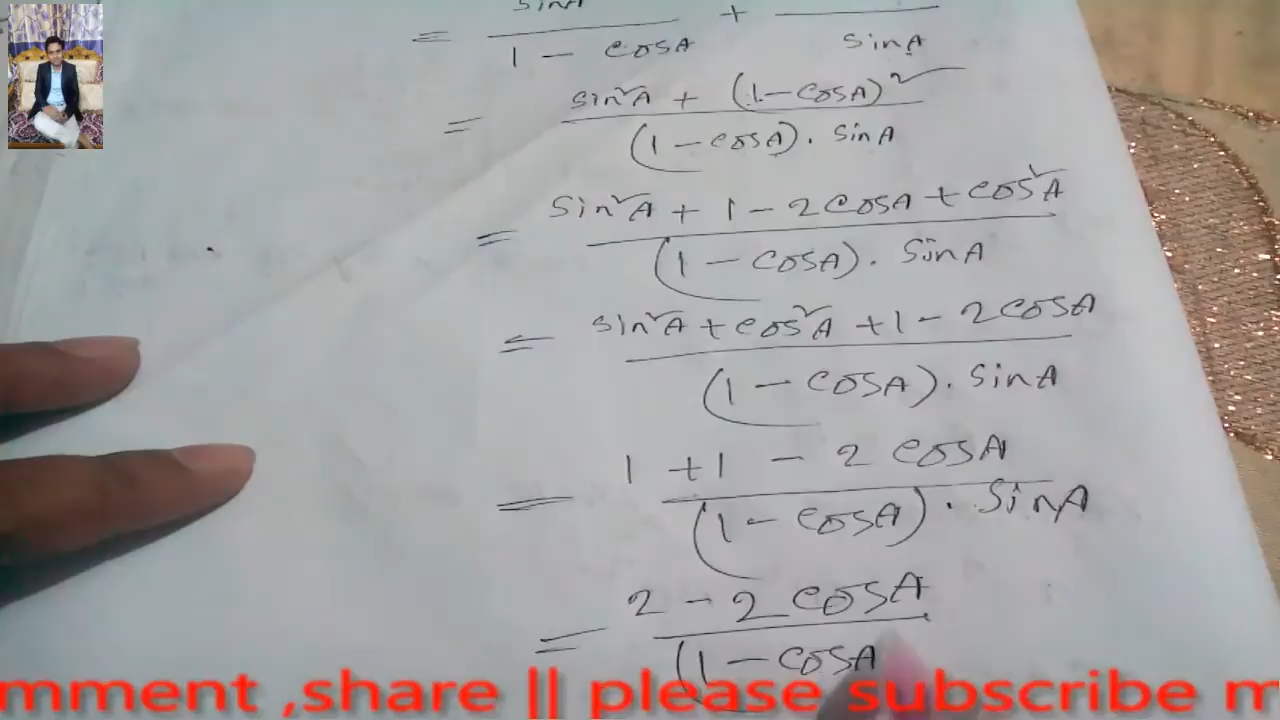 = sinA / 1 - cosA + / sinA
= sin²A + (1-cosA)² / (1-cosA). sinA
= sin²A + 1 - 2cosA + cos²A / (1-cosA). sinA
= sin²A + cos²A + 1 - 2cosA / (1-cosA). sinA
= 1 + 1 - 2 cosA / (1-cosA). sinA
= 2 - 2 cosA / (1-cosA
mment ,share || please subscribe m